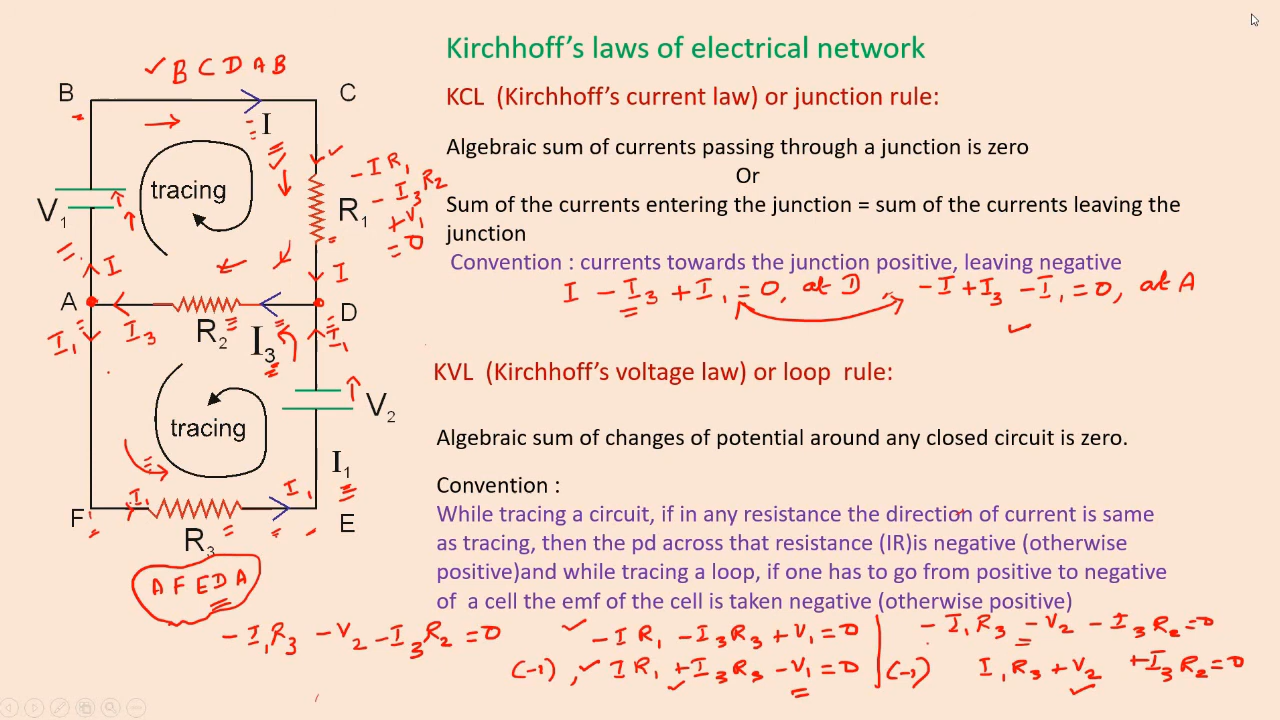 Kirchhoff's laws of electrical network
KCL (Kirchhoff's current law) or junction rule:
Algebraic sum of currents passing through a junction is zero
Or
Sum of the currents entering the junction = sum of the currents leaving the
junction
Convention : currents towards the junction positive, leaving negative
I - I₃ + I₁ = 0, at D
-I + I₃ - I₁ = 0, at A
KVL (Kirchhoff's voltage law) or loop rule:
Algebraic sum of changes of potential around any closed circuit is zero.
Convention :
While tracing a circuit, if in any resistance the direction of current is same
as tracing, then the pd across that resistance (IR)is negative (otherwise
positive)and while tracing a loop, if one has to go from positive to negative
of a cell the emf of the cell is taken negative (otherwise positive)
B C D A B
B
C
I
tracing
V₁
R₁
-I R₁
-I₃R₂
+V₁
= 0
I
I
A
D
I₁
I₃
R₂
I₃
I₁
tracing
V₂
I₁
I₁
I₁
F
E
R₃
A F E D A
-I₁R₃ -V₂ -I₃R₂ = 0
-I R₁ -I₃R₃ +V₁ = 0
-I₁R₃ -V₂ -I₃R₂ = 0
(-1) , I R₁ +I₃R₃ -V₁ = 0
(-1) I₁R₃ +V₂ +I₃R₂ = 0